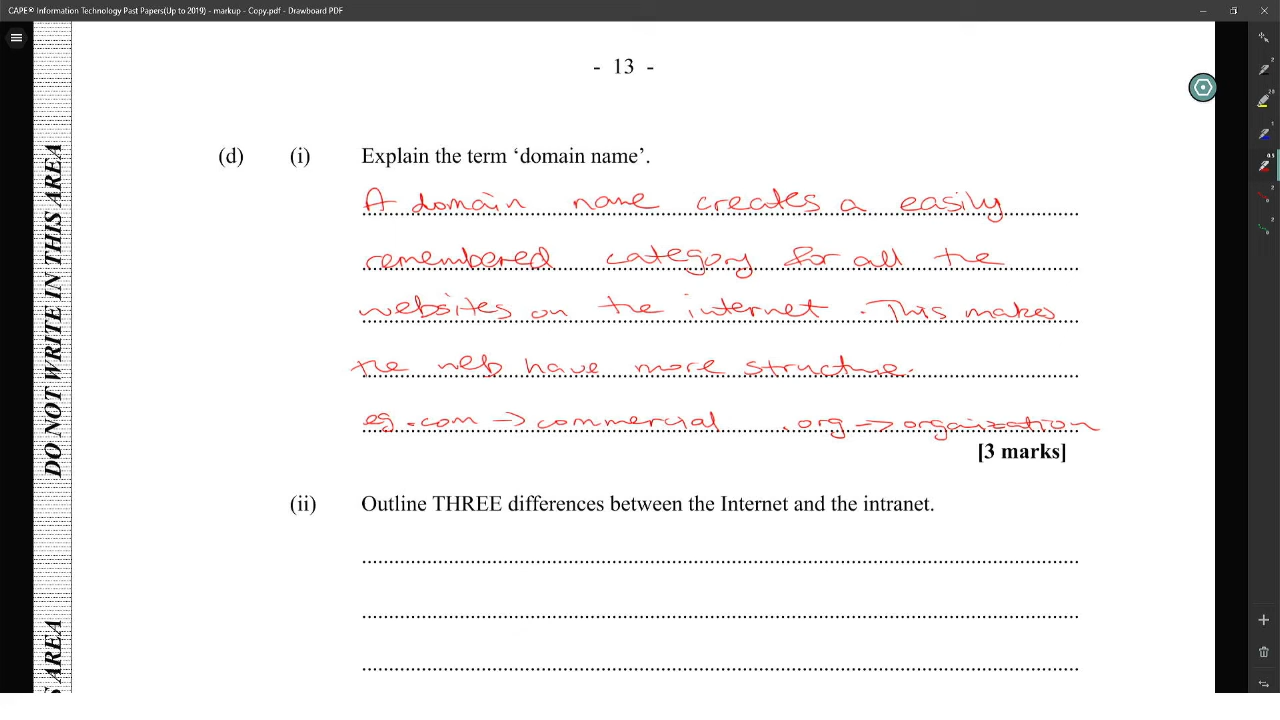 CAPE® Information Technology Past Papers(Up to 2019) - markup - Copy.pdf - Drawboard PDF
- 13 -
(d) (i) Explain the term ‘domain name’.
A domain name creates a easily
remembered category for all the
websites on the internet. This makes
the web have more structure.
eg .com → commercial .org → organization
[3 marks]
(ii) Outline THREE differences between the Internet and the intranet.
DO NOT WRITE IN THIS AREA
S AREA